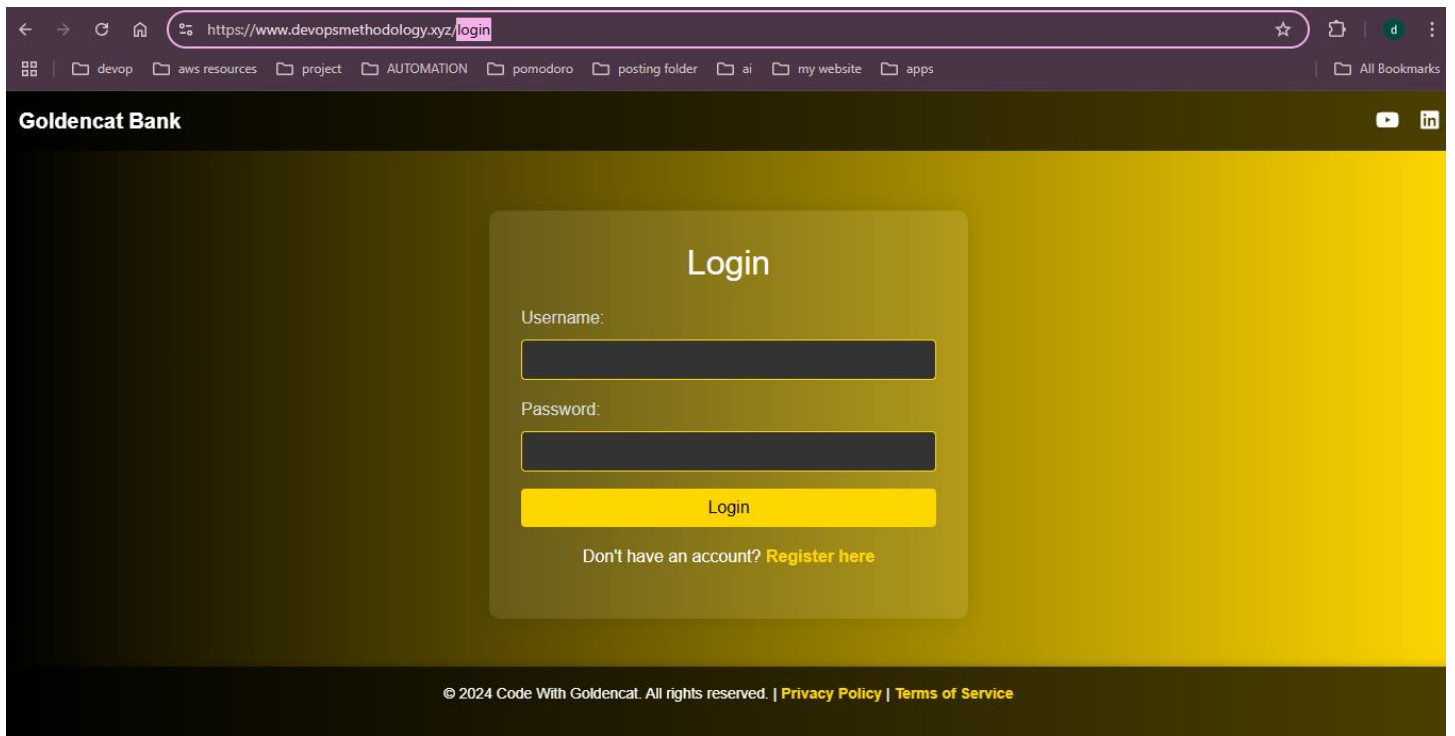 https://www.devopsmethodology.xyz/login
d
devop aws resources project AUTOMATION pomodoro posting folder ai my website apps All Bookmarks
Goldencat Bank
in
Login
Username:
Password:
Login
Don't have an account? Register here
© 2024 Code With Goldencat. All rights reserved. | Privacy Policy | Terms of Service